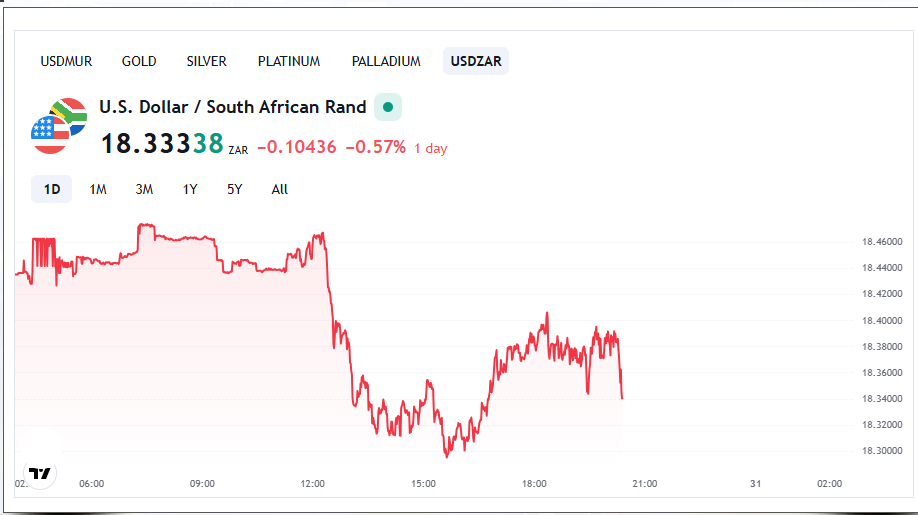 USDMUR GOLD SILVER PLATINUM PALLADIUM USDZAR
U.S. Dollar / South African Rand
18.33338 ZAR −0.10436 −0.57% 1 day
1D 1M 3M 1Y 5Y All
18.46000
18.44000
18.42000
18.40000
18.38000
18.36000
18.34000
18.32000
18.30000
02: 06:00 09:00 12:00 15:00 18:00 21:00 31 02:00